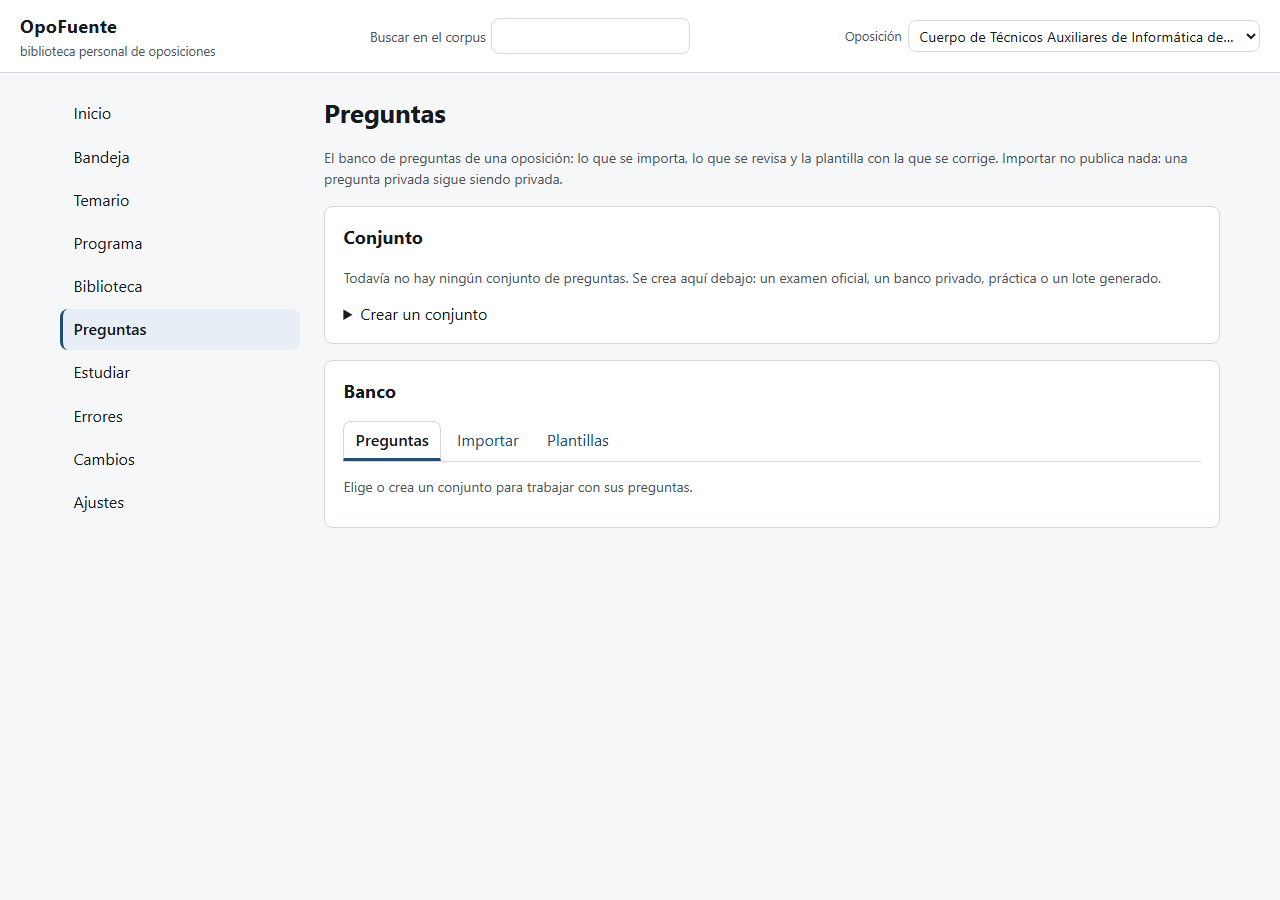 OpoFuente
biblioteca personal de oposiciones
Buscar en el corpus
Oposición
Cuerpo de Técnicos Auxiliares de Informática de...
Inicio
Bandeja
Temario
Programa
Biblioteca
Preguntas
Estudiar
Errores
Cambios
Ajustes
Preguntas
El banco de preguntas de una oposición: lo que se importa, lo que se revisa y la plantilla con la que se corrige. Importar no publica nada: una
pregunta privada sigue siendo privada.
Conjunto
Todavía no hay ningún conjunto de preguntas. Se crea aquí debajo: un examen oficial, un banco privado, práctica o un lote generado.
Crear un conjunto
Banco
Preguntas Importar Plantillas
Elige o crea un conjunto para trabajar con sus preguntas.